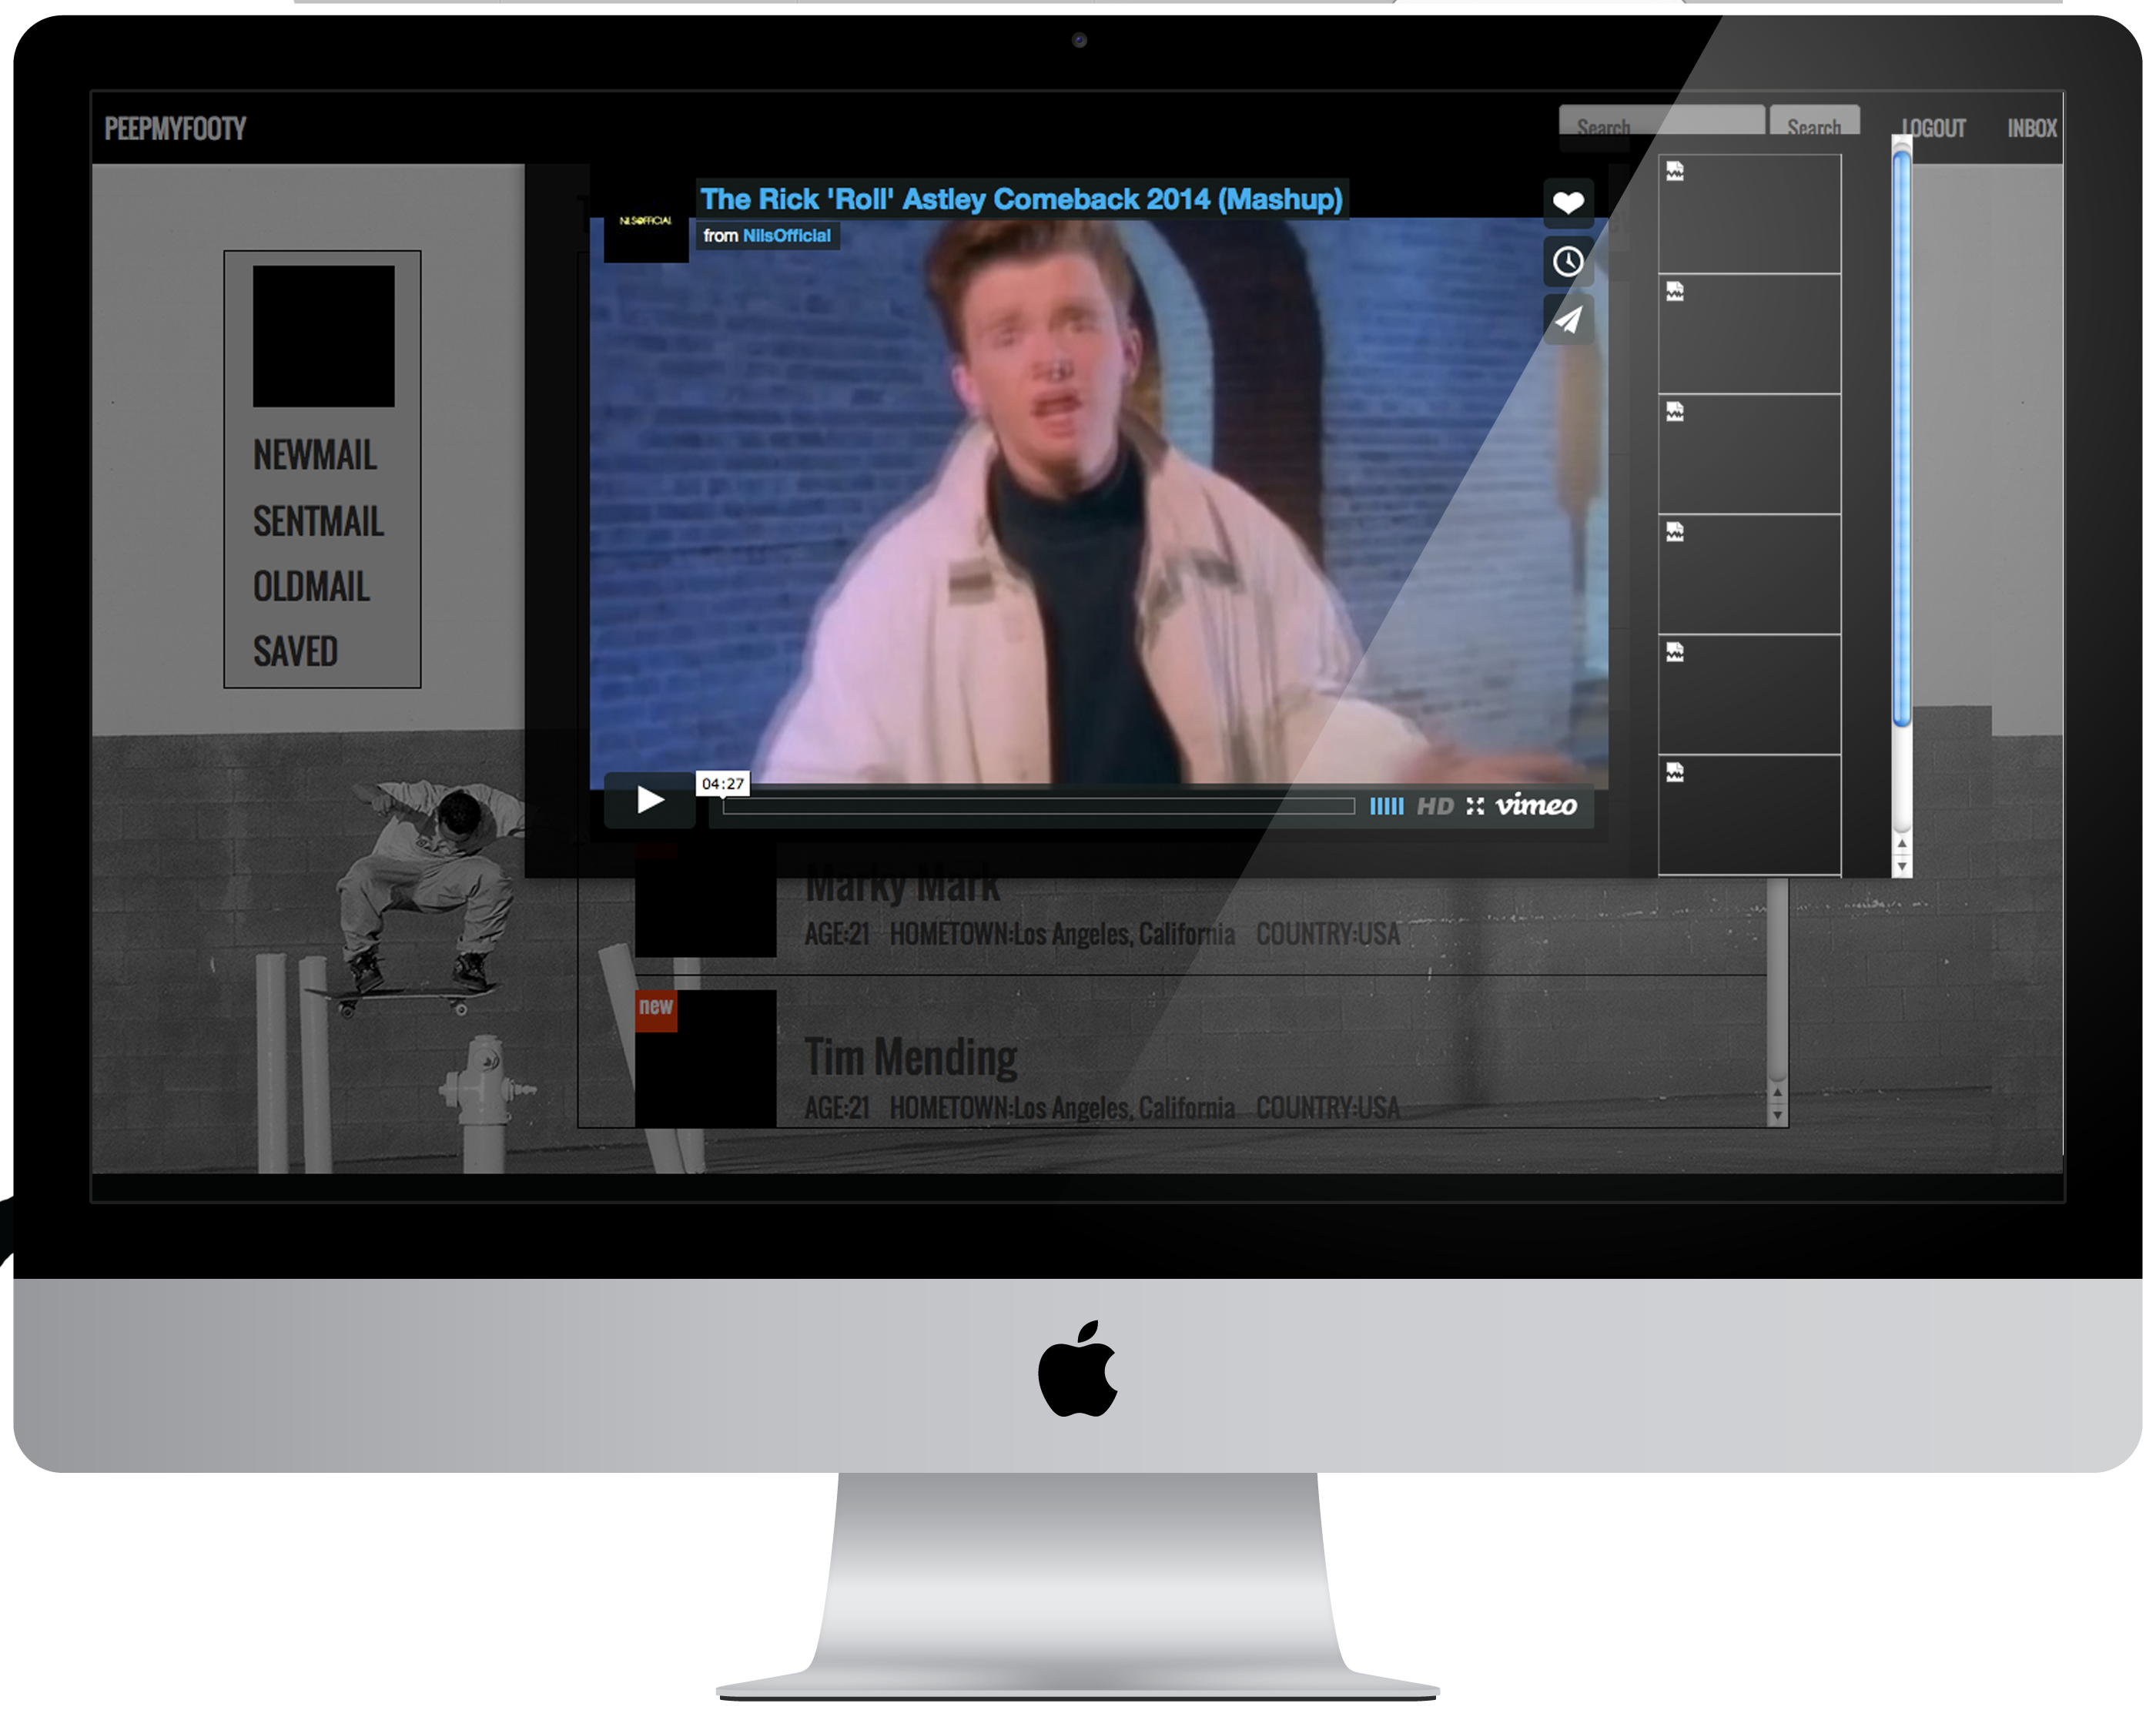 PEEPMYFOOTY
Search
Search
LOGOUT
INBOX
NEWMAIL
SENTMAIL
OLDMAIL
SAVED
NILSOFFICIAL
The Rick 'Roll' Astley Comeback 2014 (Mashup)
from NilsOfficial
04:27
HD
vimeo
Marky Mark
AGE:21 HOMETOWN:Los Angeles, California COUNTRY:USA
new
Tim Mending
AGE:21 HOMETOWN:Los Angeles, California COUNTRY:USA